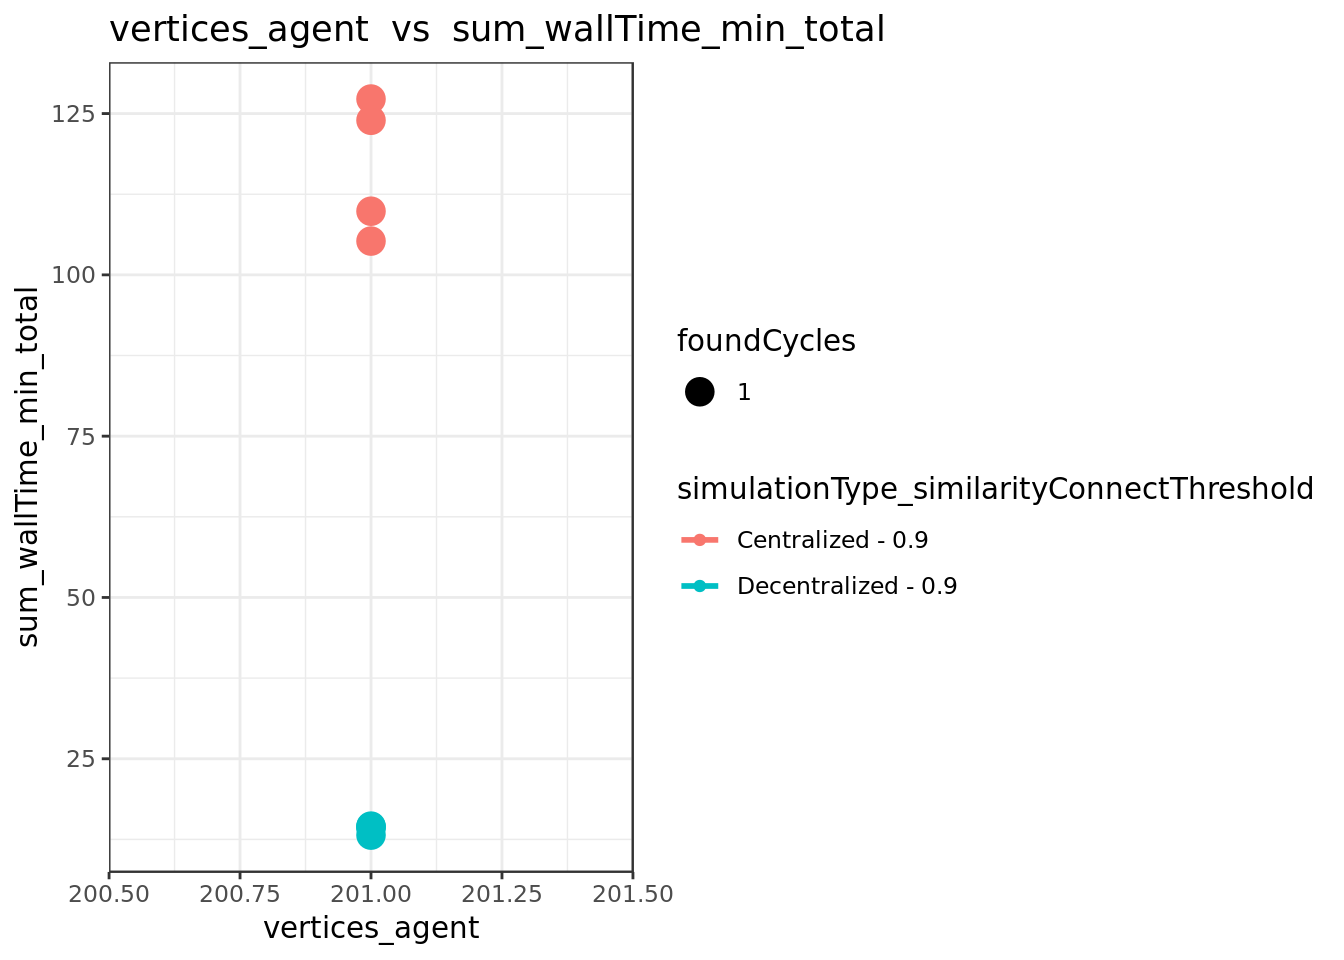 vertices_agent  vs  sum_wallTime_min_total
125
100
75
50
25
sum_wallTime_min_total
200.50 200.75 201.00 201.25 201.50
vertices_agent
foundCycles
1
simulationType_similarityConnectThreshold
Centralized - 0.9
Decentralized - 0.9